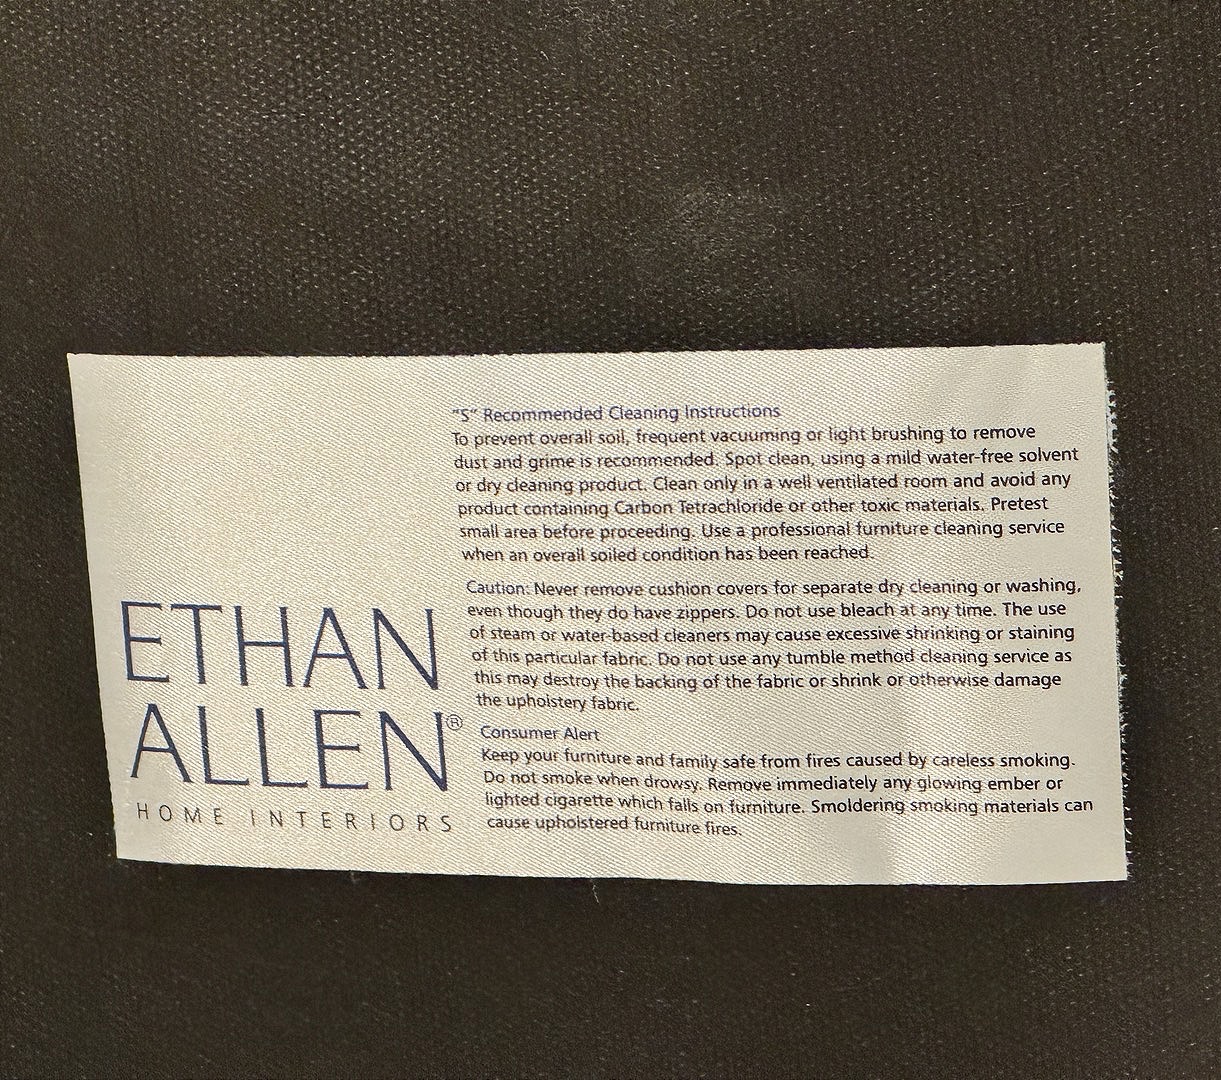 "S" Recommended Cleaning Instructions
To prevent overall soil, frequent vacuuming or light brushing to remove
dust and grime is recommended. Spot clean, using a mild water-free solvent
or dry cleaning product. Clean only in a well ventilated room and avoid any
product containing Carbon Tetrachloride or other toxic materials. Pretest
small area before proceeding. Use a professional furniture cleaning service
when an overall soiled condition has been reached.
Caution: Never remove cushion covers for separate dry cleaning or washing,
even though they do have zippers. Do not use bleach at any time. The use
of steam or water-based cleaners may cause excessive shrinking or staining
of this particular fabric. Do not use any tumble method cleaning service as
this may destroy the backing of the fabric or shrink or otherwise damage
the upholstery fabric.
Consumer Alert
Keep your furniture and family safe from fires caused by careless smoking.
Do not smoke when drowsy. Remove immediately any glowing ember or
lighted cigarette which falls on furniture. Smoldering smoking materials can
cause upholstered furniture fires.
ETHAN
ALLEN®
HOME INTERIORS